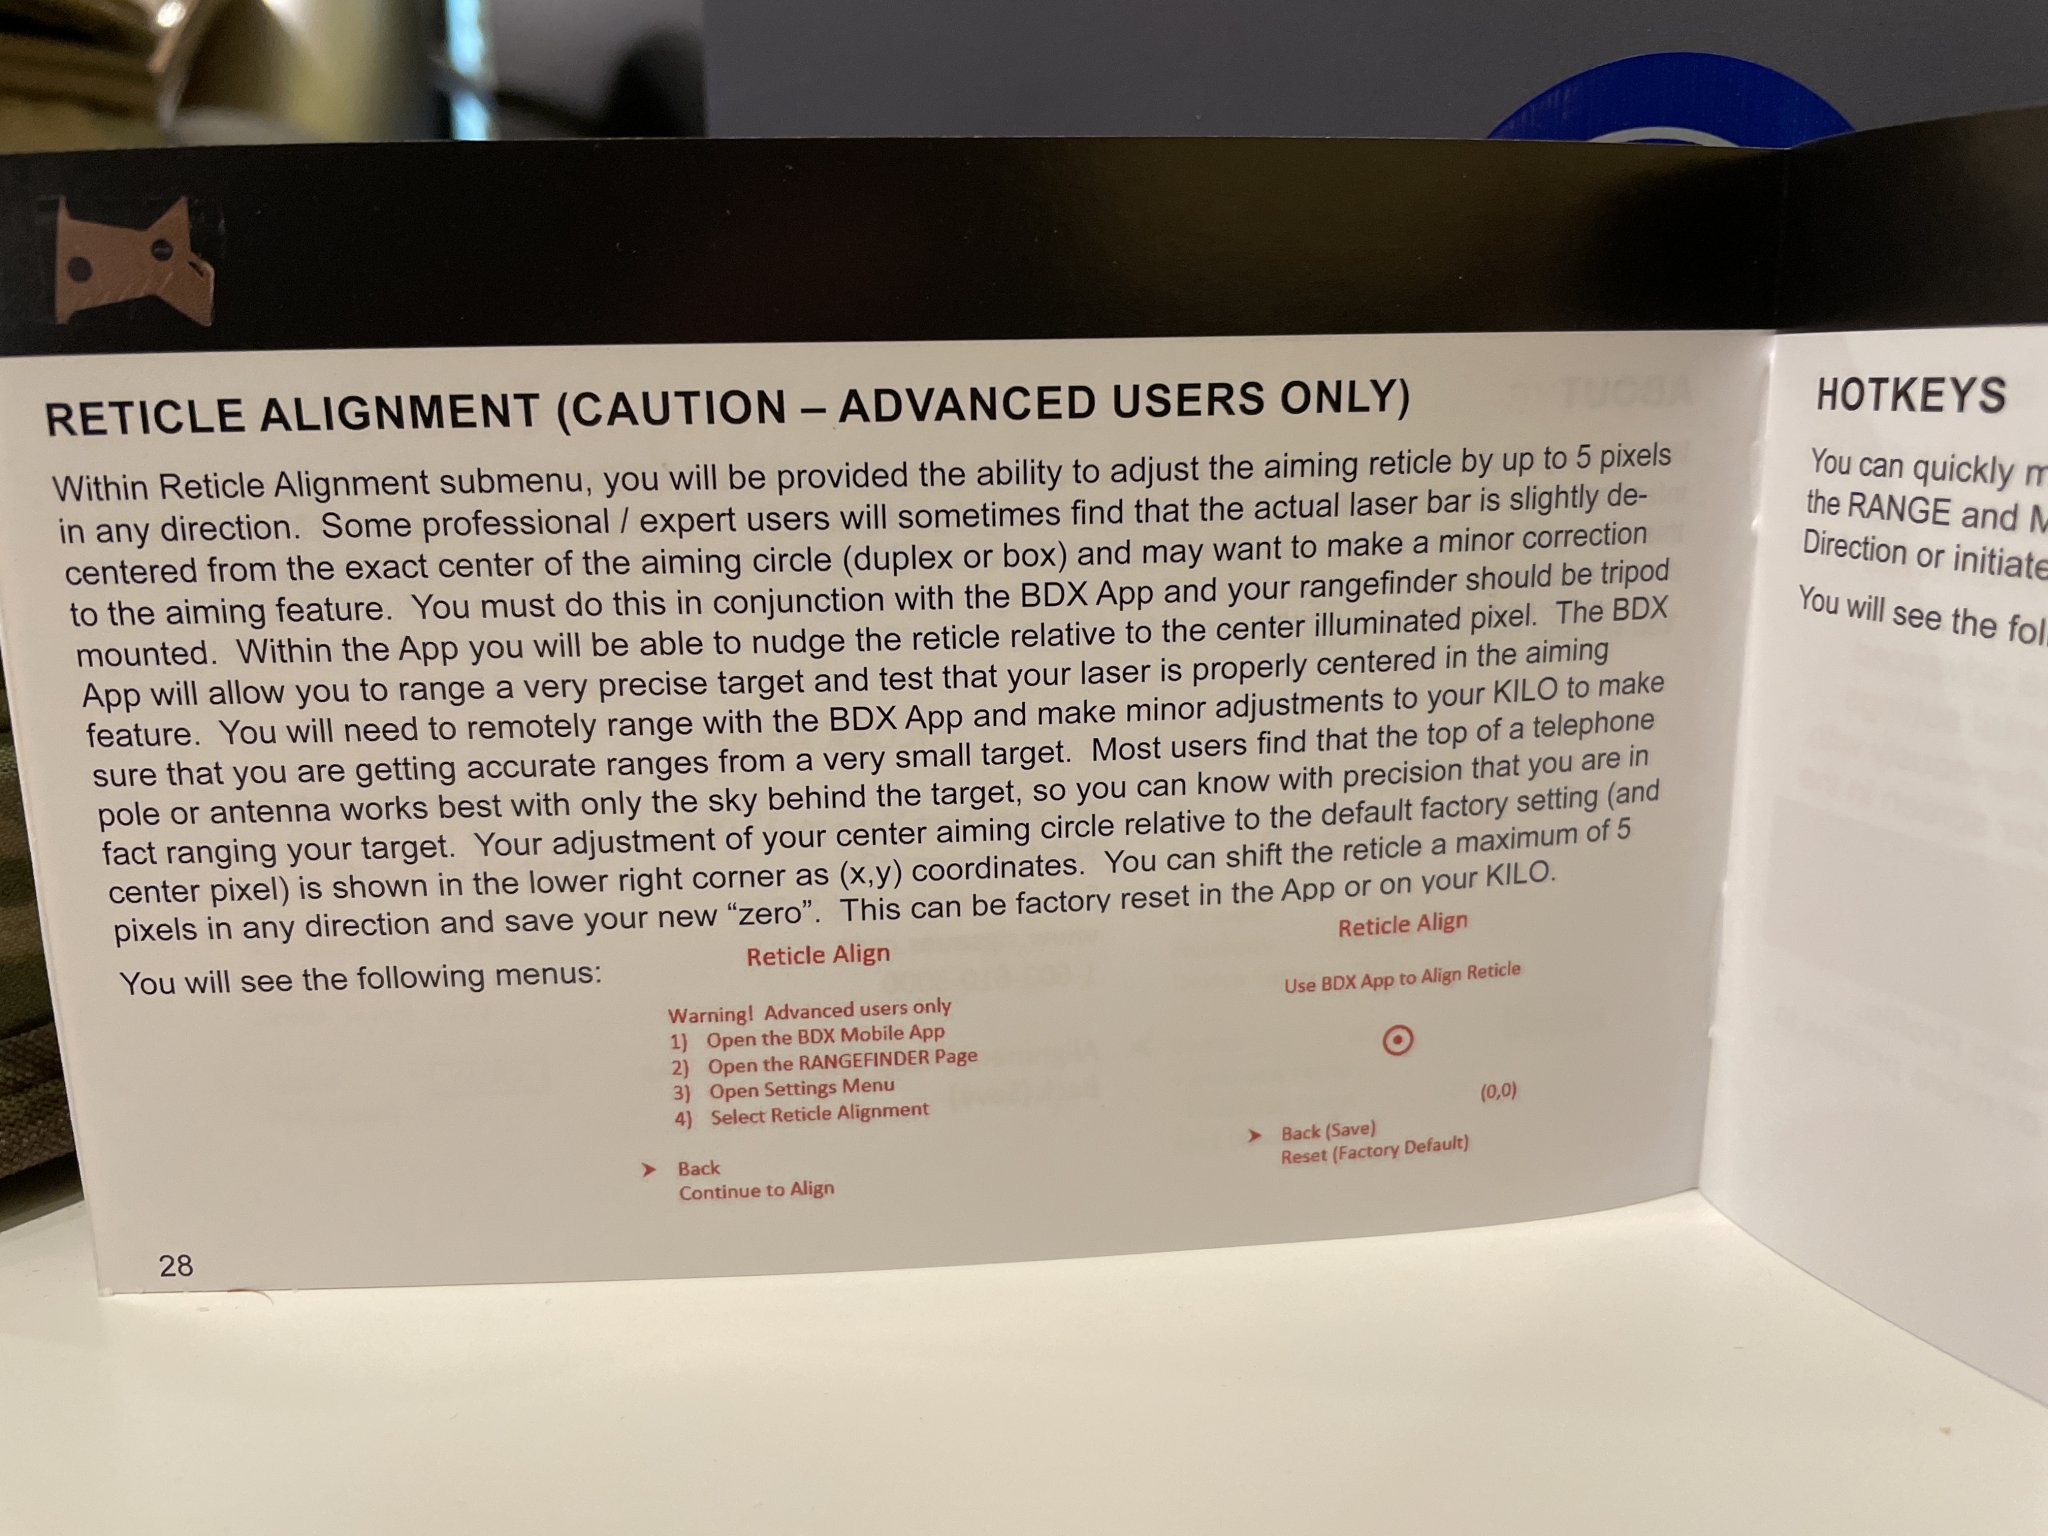 RETICLE ALIGNMENT (CAUTION – ADVANCED USERS ONLY)
Within Reticle Alignment submenu, you will be provided the ability to adjust the aiming reticle by up to 5 pixels
in any direction.  Some professional / expert users will sometimes find that the actual laser bar is slightly de-
centered from the exact center of the aiming circle (duplex or box) and may want to make a minor correction
to the aiming feature.  You must do this in conjunction with the BDX App and your rangefinder should be tripod
mounted.  Within the App you will be able to nudge the reticle relative to the center illuminated pixel.  The BDX
App will allow you to range a very precise target and test that your laser is properly centered in the aiming
feature.  You will need to remotely range with the BDX App and make minor adjustments to your KILO to make
sure that you are getting accurate ranges from a very small target.  Most users find that the top of a telephone
pole or antenna works best with only the sky behind the target, so you can know with precision that you are in
fact ranging your target.  Your adjustment of your center aiming circle relative to the default factory setting (and
center pixel) is shown in the lower right corner as (x,y) coordinates.  You can shift the reticle a maximum of 5
pixels in any direction and save your new “zero”.  This can be factory reset in the App or on your KILO.
You will see the following menus:
Reticle Align
Warning!  Advanced users only
1) Open the BDX Mobile App
2) Open the RANGEFINDER Page
3) Open Settings Menu
4) Select Reticle Alignment
➤ Back
Continue to Align
Reticle Align
Use BDX App to Align Reticle
(0,0)
➤ Back (Save)
Reset (Factory Default)
28
HOTKEYS
You can quickly
the RANGE and
Direction or initiate
You will see the